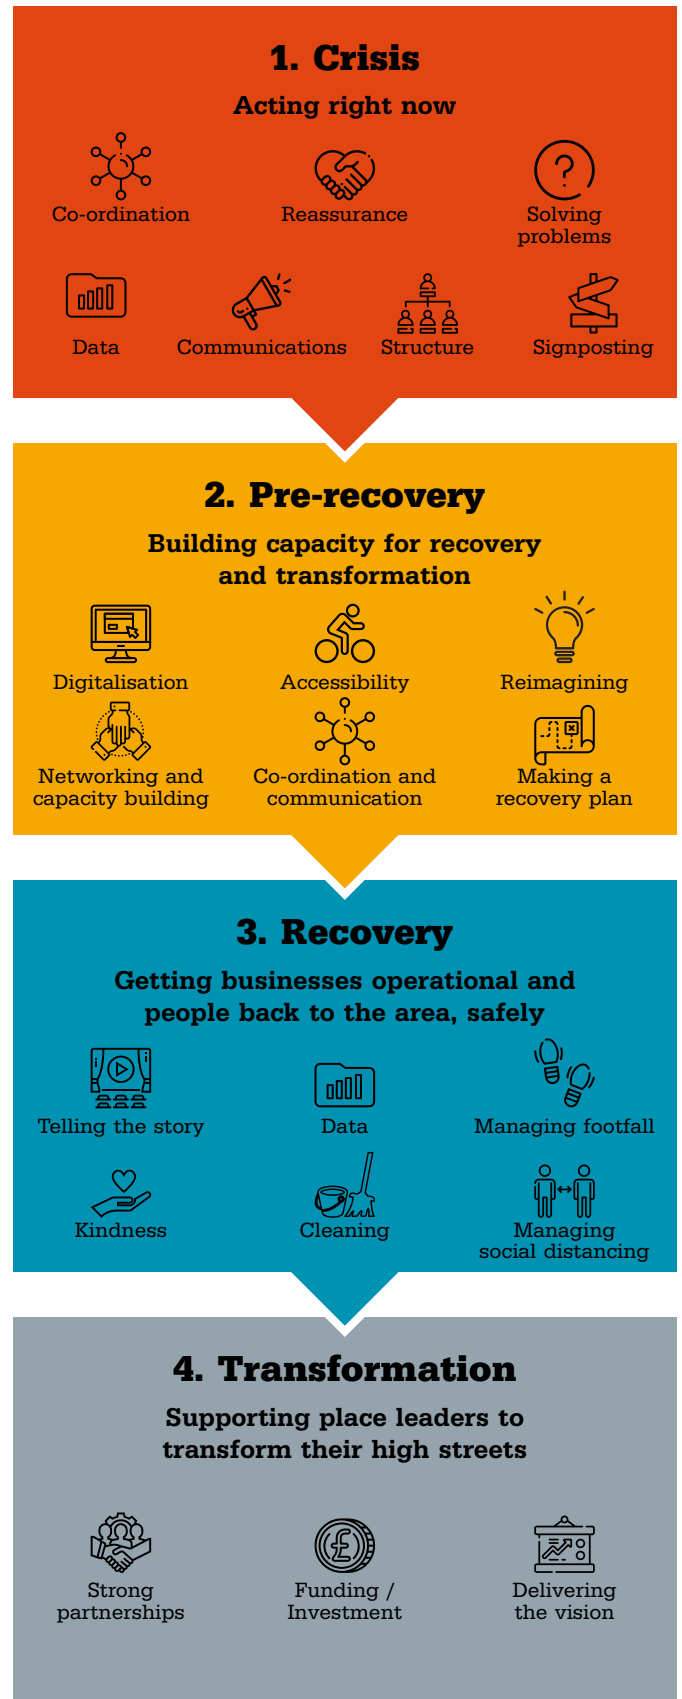 1. Crisis
Acting right now
Co-ordination
Reassurance
Solving
problems
Data
Communications
Structure
Signposting
2. Pre-recovery
Building capacity for recovery
and transformation
Digitalisation
Accessibility
Reimagining
Networking and
capacity building
Co-ordination and
communication
Making a
recovery plan
3. Recovery
Getting businesses operational and
people back to the area, safely
Telling the story
Data
Managing footfall
Kindness
Cleaning
Managing
social distancing
4. Transformation
Supporting place leaders to
transform their high streets
Strong
partnerships
Funding /
Investment
Delivering
the vision